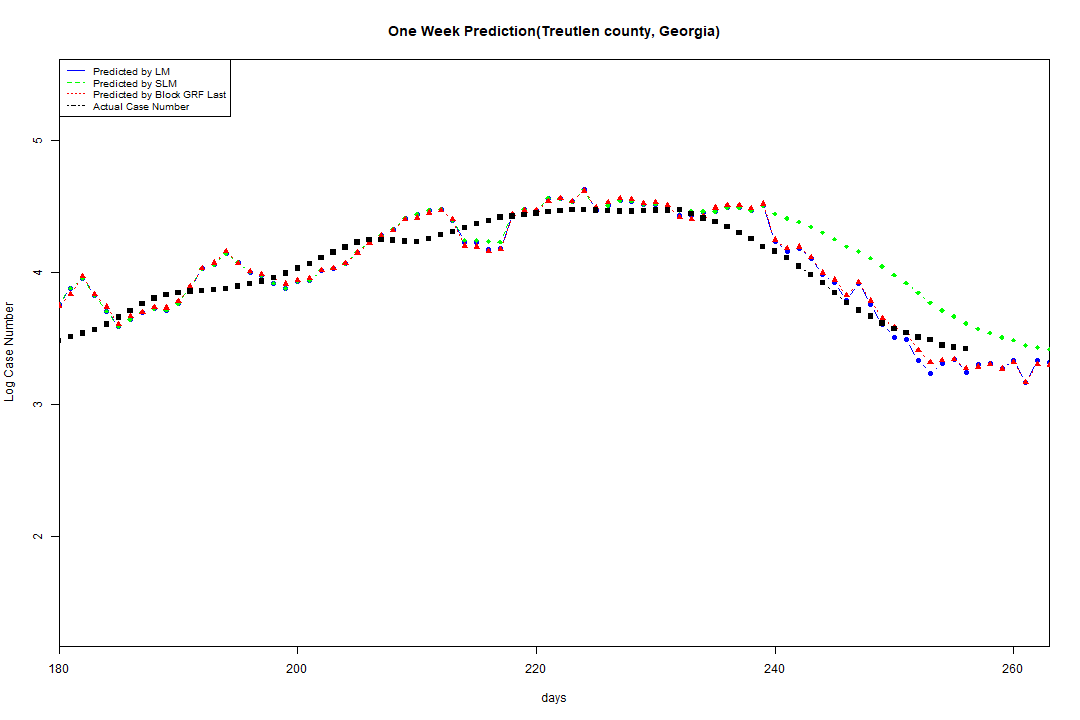 One Week Prediction(Treutlen county, Georgia)
Predicted by LM
Predicted by SLM
Predicted by Block GRF Last
Actual Case Number
5
4
3
2
Log Case Number
180
200
220
240
260
days